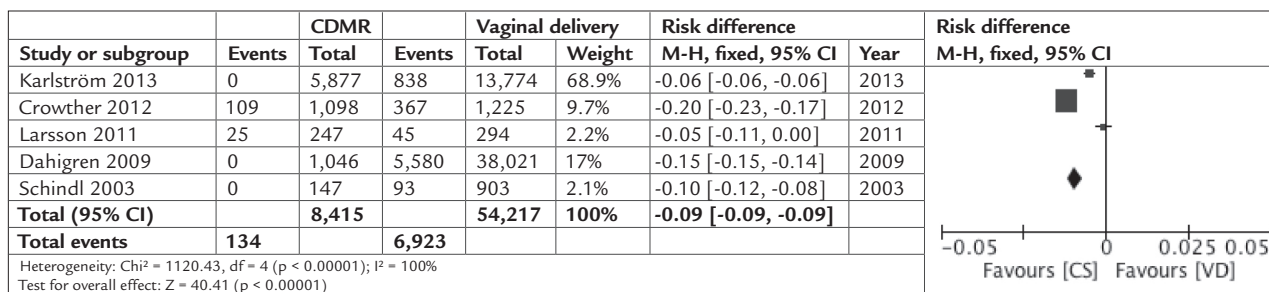 CDMR Vaginal delivery Risk difference Risk difference
Study or subgroup Events Total Events Total Weight M-H, fixed, 95% CI Year M-H, fixed, 95% CI
Karlström 2013 0 5,877 838 13,774 68.9% -0.06 [-0.06, -0.06] 2013
Crowther 2012 109 1,098 367 1,225 9.7% -0.20 [-0.23, -0.17] 2012
Larsson 2011 25 247 45 294 2.2% -0.05 [-0.11, 0.00] 2011
Dahigren 2009 0 1,046 5,580 38,021 17% -0.15 [-0.15, -0.14] 2009
Schindl 2003 0 147 93 903 2.1% -0.10 [-0.12, -0.08] 2003
Total (95% CI) 8,415 54,217 100% -0.09 [-0.09, -0.09]
Total events 134 6,923
Heterogeneity: Chi² = 1120.43, df = 4 (p < 0.00001); I² = 100%
Test for overall effect: Z = 40.41 (p < 0.00001)
-0.05 0 0.025 0.05
Favours [CS] Favours [VD]